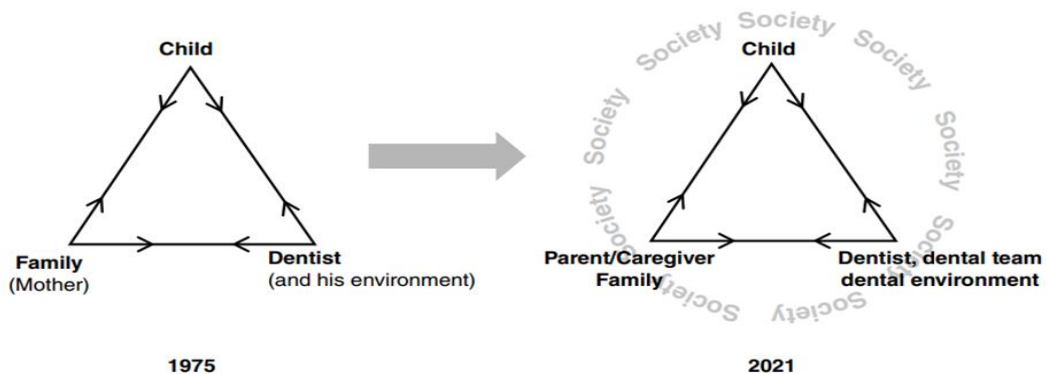 Society
Society
Society
Society
Society
Society
Society
Society
Society
Child
Family
(Mother)
Dentist
(and his environment)
1975
Child
Parent/Caregiver
Family
Dentist, dental team
dental environment
2021